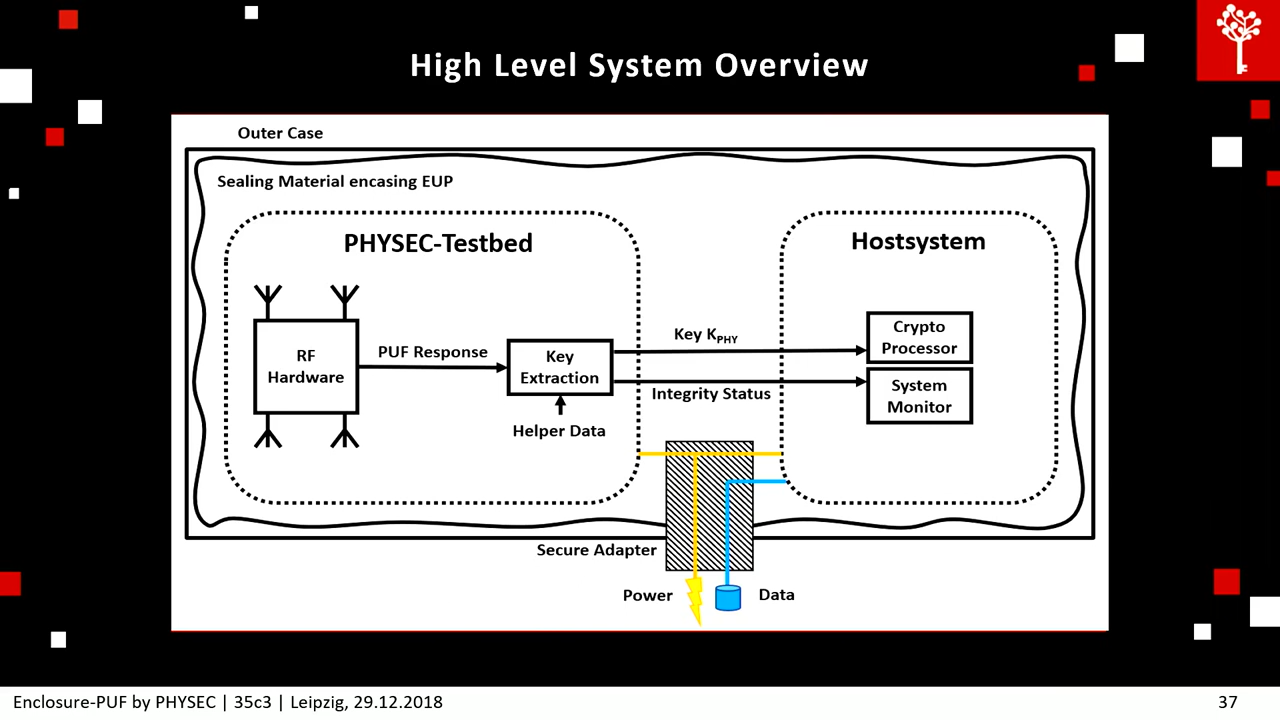 High Level System Overview
Outer Case
Sealing Material encasing EUP
PHYSEC-Testbed
Hostsystem
RF
Hardware
PUF Response
Key
Extraction
Helper Data
Key KPHY
Integrity Status
Crypto
Processor
System
Monitor
Secure Adapter
Power
Data
Enclosure-PUF by PHYSEC | 35c3 | Leipzig, 29.12.2018
37